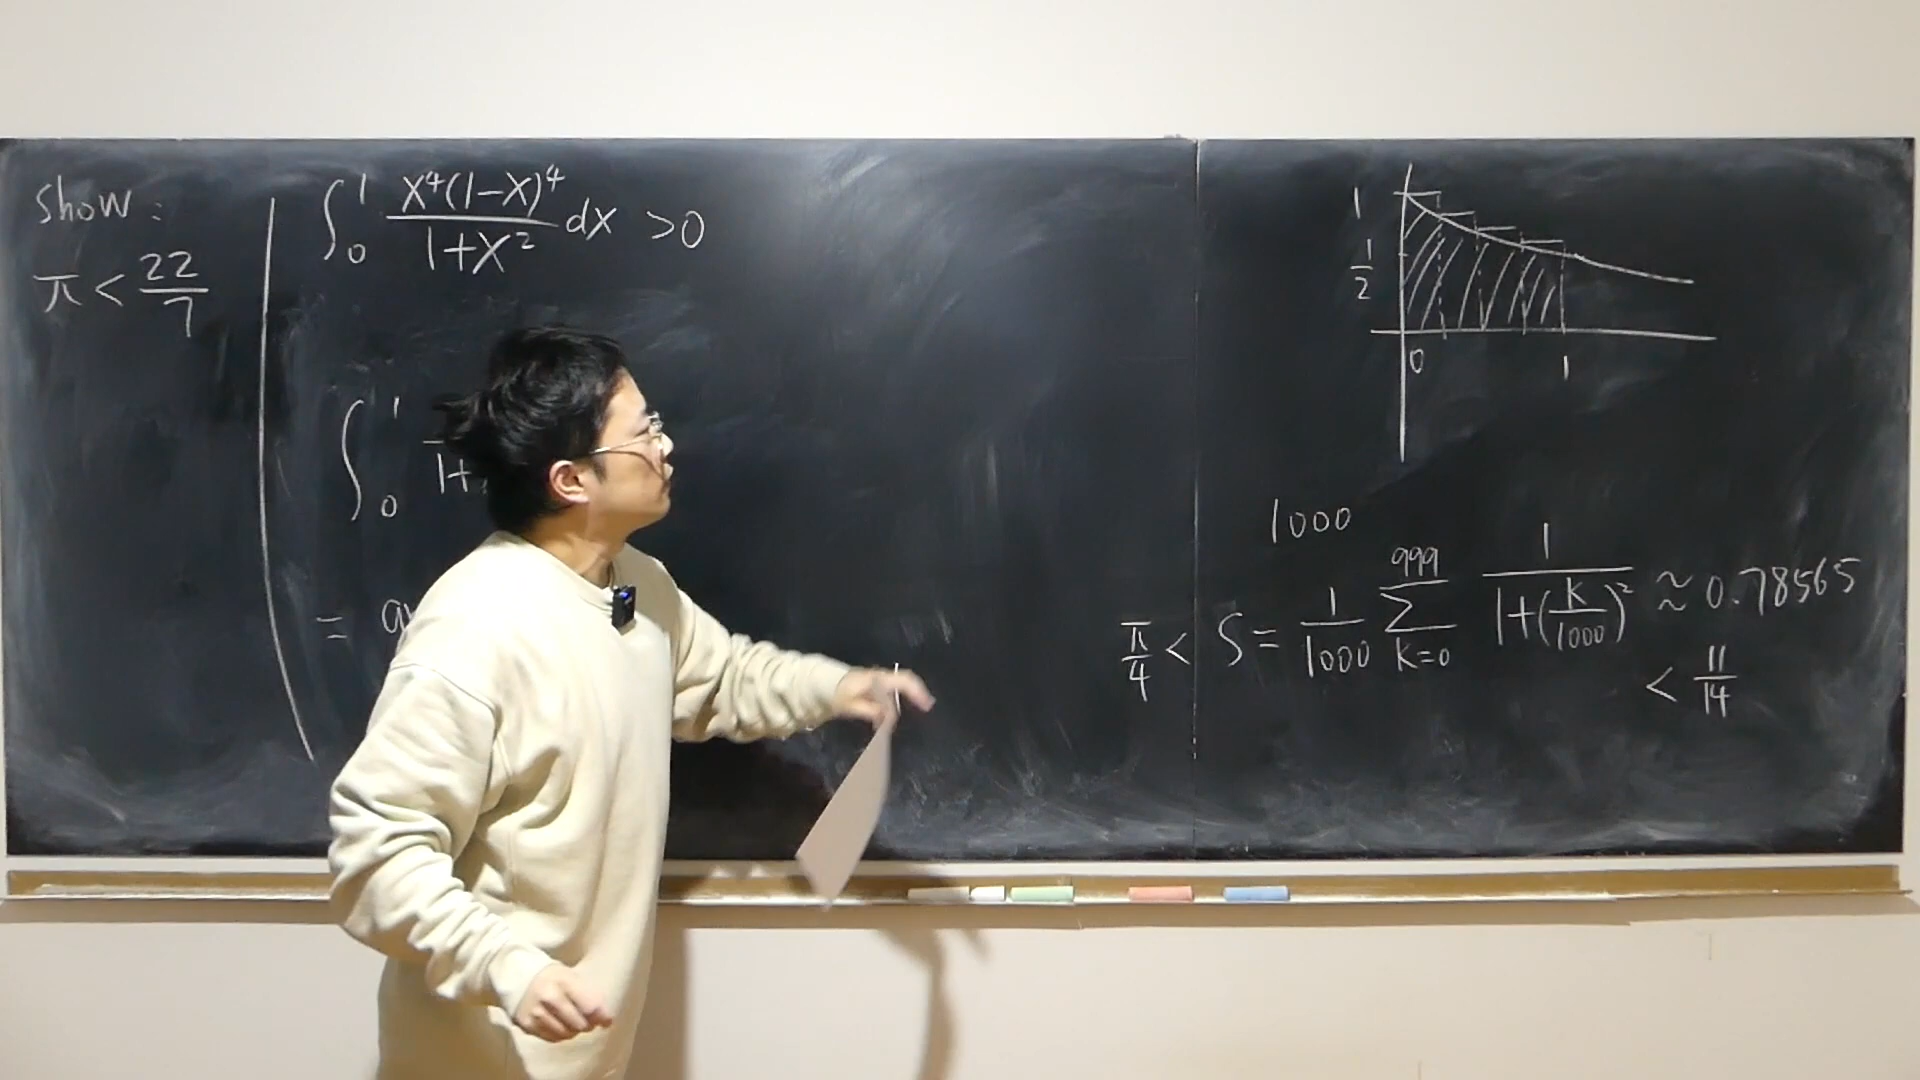 show:
π < 22/7
∫₀¹ x⁴(1-x)⁴/(1+x²) dx > 0
∫₀¹ 1+
= a
1
1/2
0 1
1000
π/4 < S = 1/1000 ∑_{k=0}^{999} 1/(1+(k/1000)²) ≈ 0.78565
< 11/14